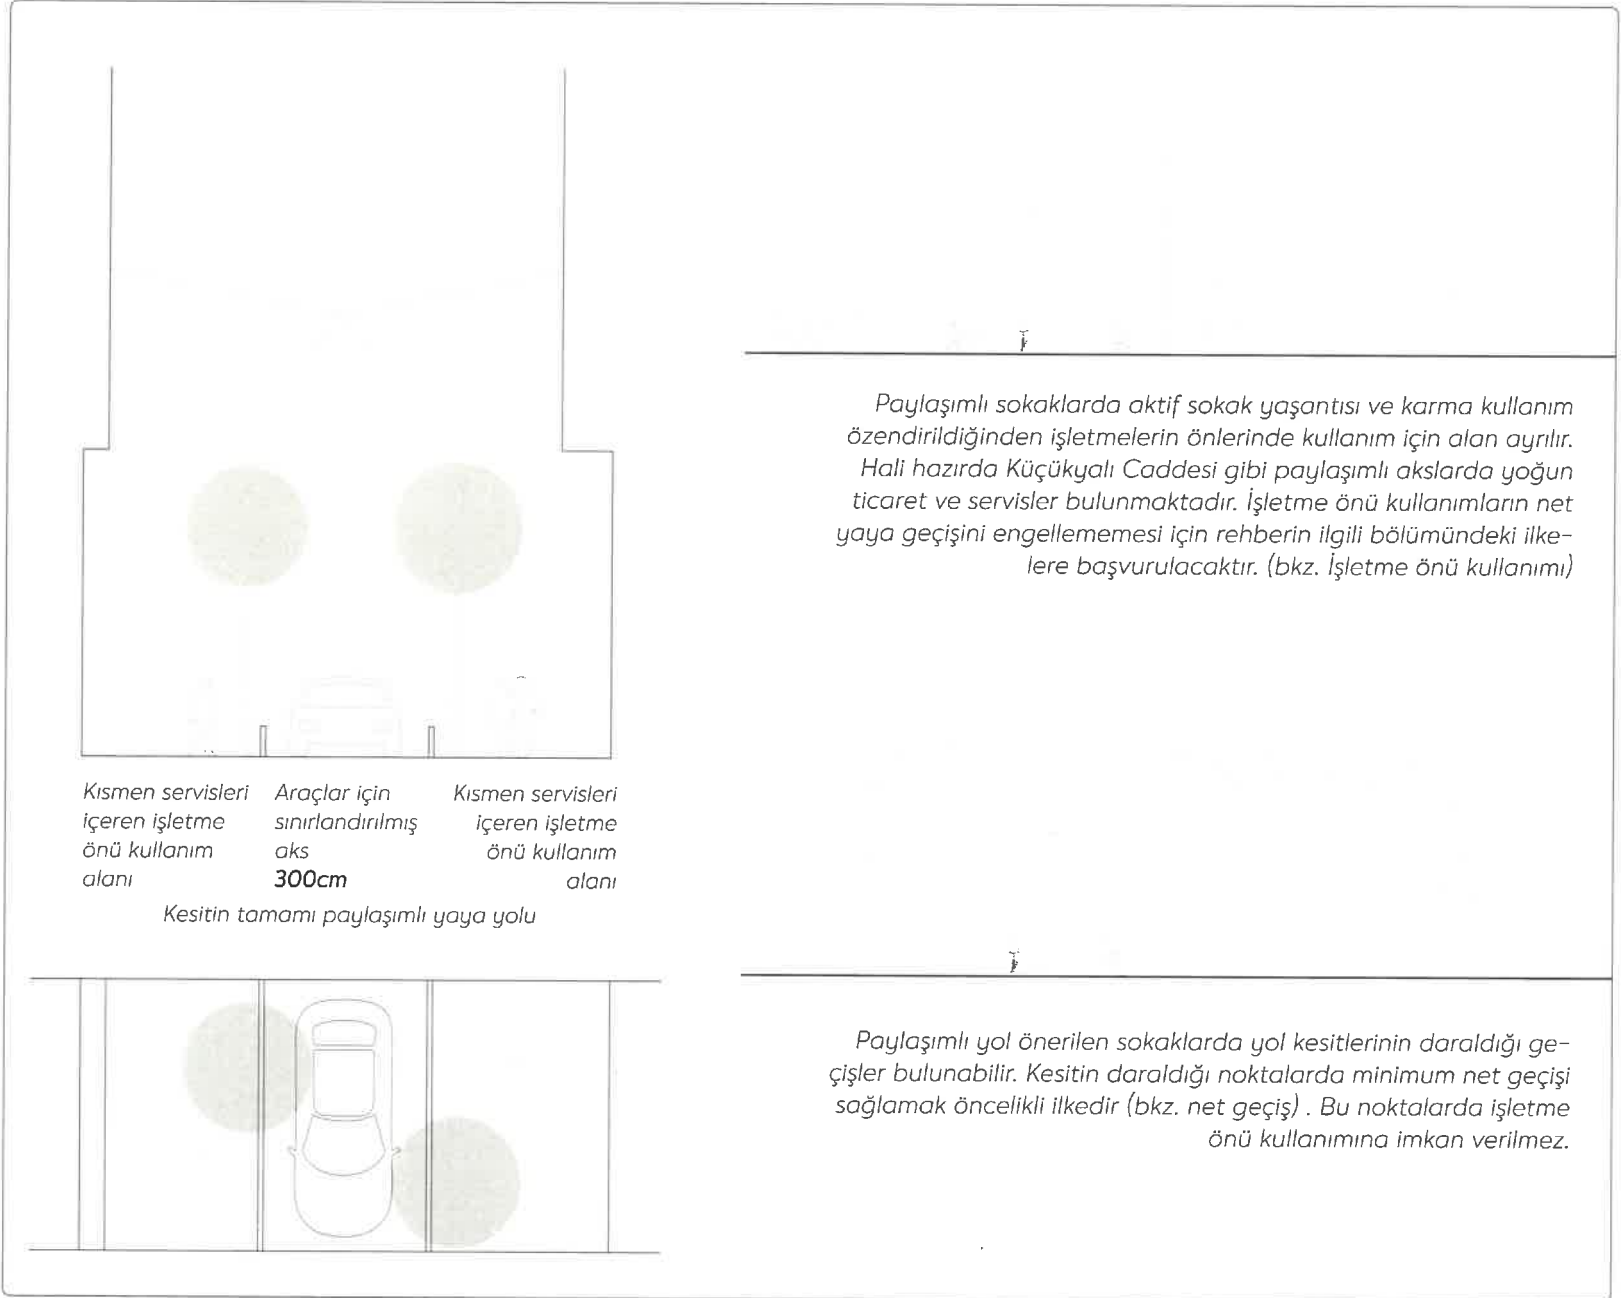 Paylaşımlı sokaklarda aktif sokak yaşantısı ve karma kullanım
özendirildiğinden işletmelerin önlerinde kullanım için alan ayrılır.
Hali hazırda Küçükyalı Caddesi gibi paylaşımlı akslarda yoğun
ticaret ve servisler bulunmaktadır. İşletme önü kullanımların net
yaya geçişini engellememesi için rehberin ilgili bölümündeki ilke-
lere başvurulacaktır. (bkz. İşletme önü kullanımı)
Kısmen servisleri
içeren işletme
önü kullanım
alanı
Araçlar için
sınırlandırılmış
aks
300cm
Kısmen servisleri
içeren işletme
önü kullanım
alanı
Kesitin tamamı paylaşımlı yaya yolu
Paylaşımlı yol önerilen sokaklarda yol kesitlerinin daraldığı ge-
çişler bulunabilir. Kesitin daraldığı noktalarda minimum net geçişi
sağlamak öncelikli ilkedir (bkz. net geçiş) . Bu noktalarda işletme
önü kullanımına imkan verilmez.